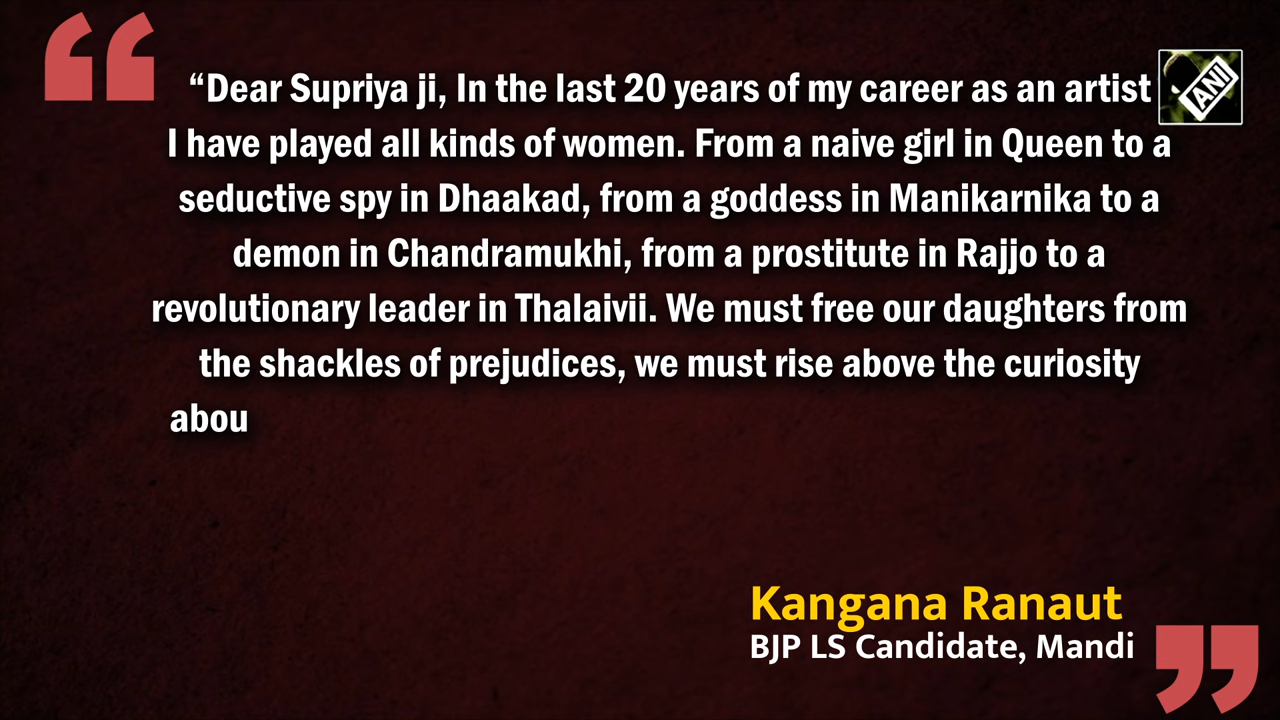 “Dear Supriya ji, In the last 20 years of my career as an artist
I have played all kinds of women. From a naive girl in Queen to a
seductive spy in Dhaakad, from a goddess in Manikarnika to a
demon in Chandramukhi, from a prostitute in Rajjo to a
revolutionary leader in Thalaivii. We must free our daughters from
the shackles of prejudices, we must rise above the curiosity
abou
ANI
Kangana Ranaut
BJP LS Candidate, Mandi